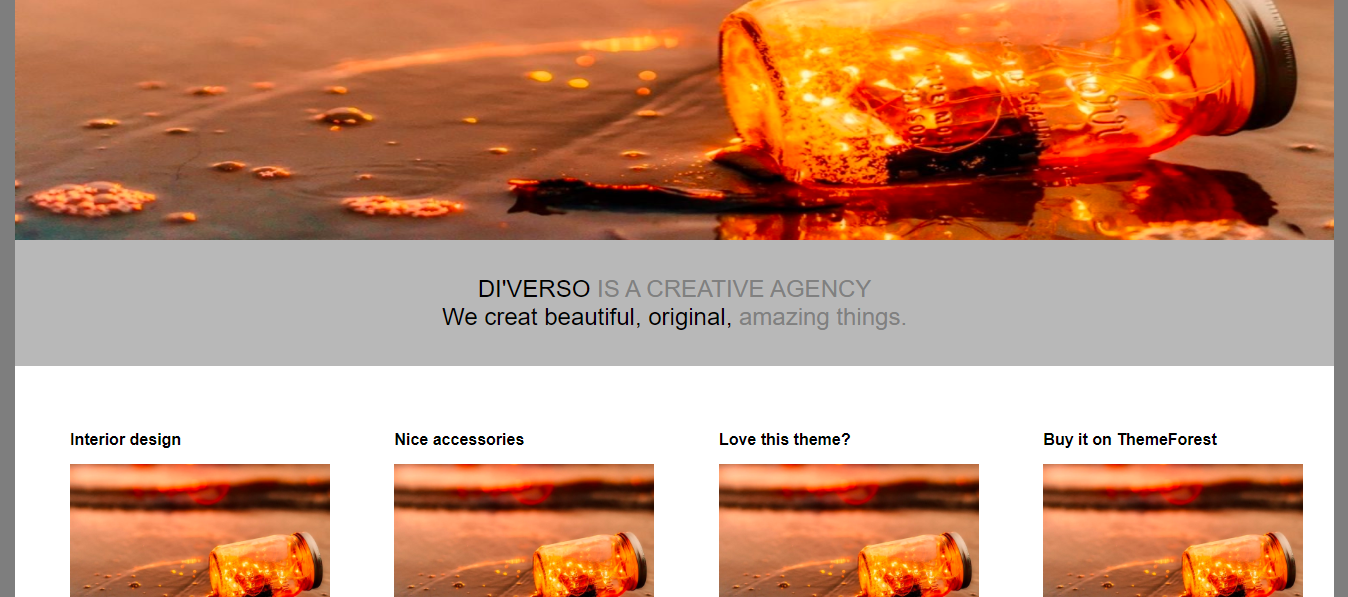 DI'VERSO IS A CREATIVE AGENCY
We creat beautiful, original, amazing things.
Interior design
Nice accessories
Love this theme?
Buy it on ThemeForest